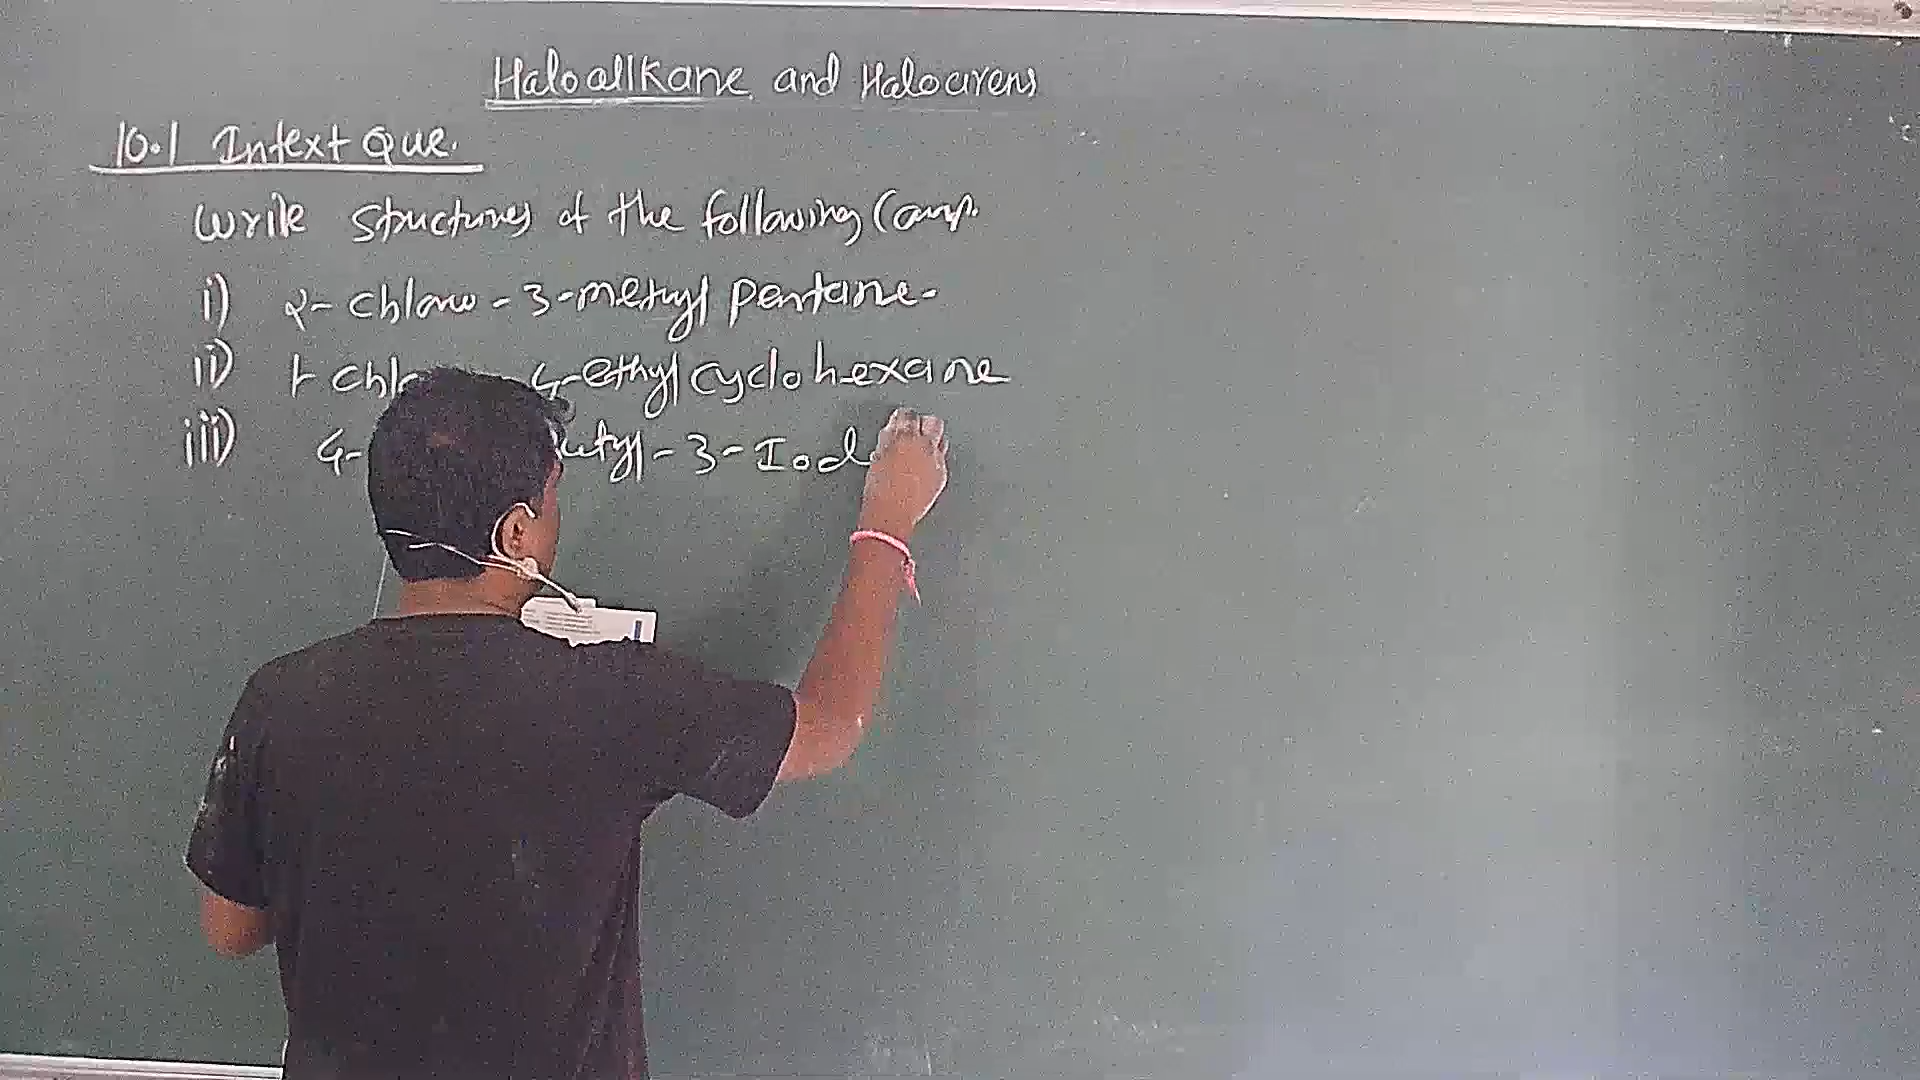 Haloalkane and Haloarens
10.1 Intext Que.
Write structures of the following Comp.
i) 2-chloro-3-methyl pentane.
ii) 1-chlo 4-ethyl cyclohexane
iii) 4- utyl-3-Iod